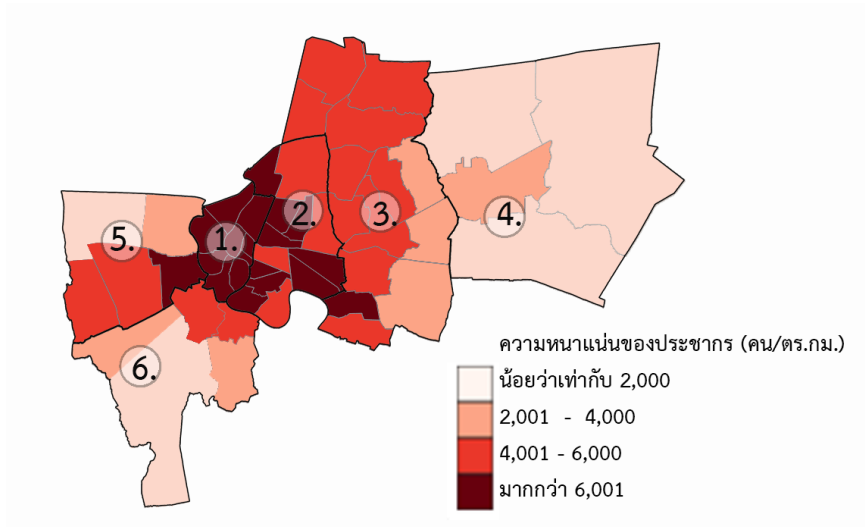 2.
3.
4.
1.
5.
6.
ความหนาแน่นของประชากร (คน/ตร.กม.)
น้อยว่าเท่ากับ 2,000
2,001 - 4,000
4,001 - 6,000
มากกว่า 6,001